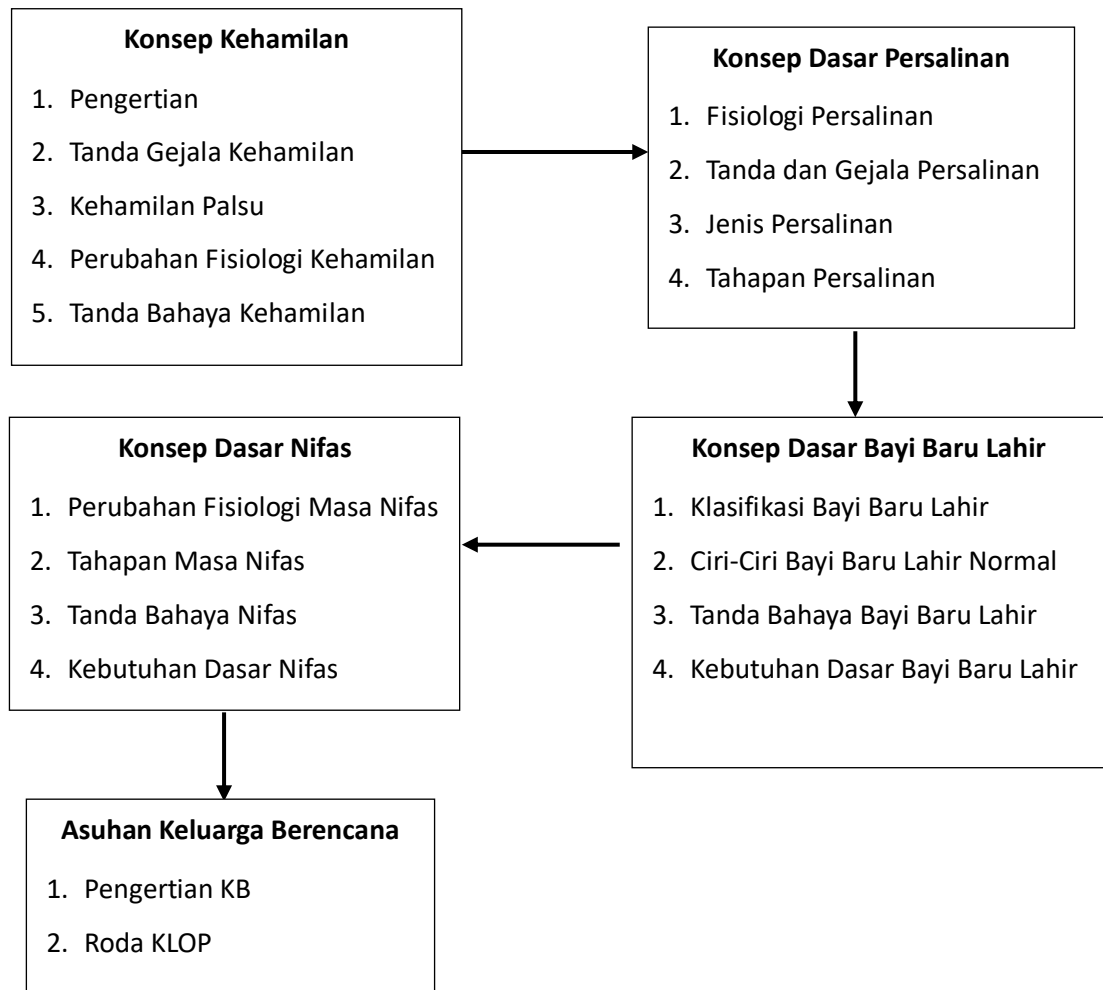 Konsep Kehamilan
1. Pengertian
2. Tanda Gejala Kehamilan
3. Kehamilan Palsu
4. Perubahan Fisiologi Kehamilan
5. Tanda Bahaya Kehamilan
Konsep Dasar Persalinan
1. Fisiologi Persalinan
2. Tanda dan Gejala Persalinan
3. Jenis Persalinan
4. Tahapan Persalinan
Konsep Dasar Bayi Baru Lahir
1. Klasifikasi Bayi Baru Lahir
2. Ciri-Ciri Bayi Baru Lahir Normal
3. Tanda Bahaya Bayi Baru Lahir
4. Kebutuhan Dasar Bayi Baru Lahir
Konsep Dasar Nifas
1. Perubahan Fisiologi Masa Nifas
2. Tahapan Masa Nifas
3. Tanda Bahaya Nifas
4. Kebutuhan Dasar Nifas
Asuhan Keluarga Berencana
1. Pengertian KB
2. Roda KLOP